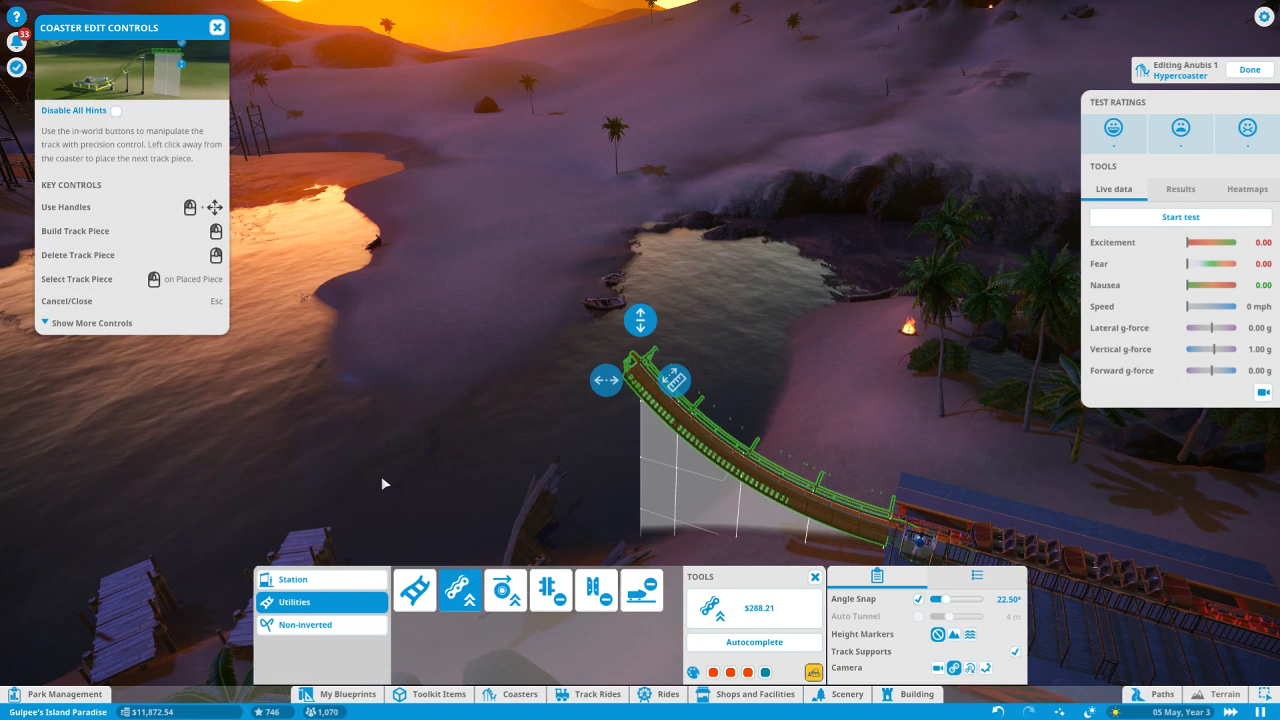 COASTER EDIT CONTROLS
33
Disable All Hints
Use the in-world buttons to manipulate the
track with precision control. Left click away from
the coaster to place the next track piece.
KEY CONTROLS
Use Handles +
Build Track Piece
Delete Track Piece
Select Track Piece on Placed Piece
Cancel/Close Esc
Show More Controls
Editing Anubis 1
Hypercoaster
Done
TEST RATINGS
- - -
TOOLS
Live data Results Heatmaps
Start test
Excitement 0.00
Fear 0.00
Nausea 0.00
Speed 0 mph
Lateral g-force 0.00 g
Vertical g-force 1.00 g
Forward g-force 0.00 g
Station
Utilities
Non-inverted
TOOLS
$288.21
Autocomplete
Angle Snap 22.50°
Auto Tunnel 4 m
Height Markers
Track Supports
Camera
Park Management My Blueprints Toolkit Items Coasters Track Rides Rides Shops and Facilities Scenery Building Paths Terrain
Gulpee's Island Paradise $11,872.54 746 1,070 05 May, Year 3